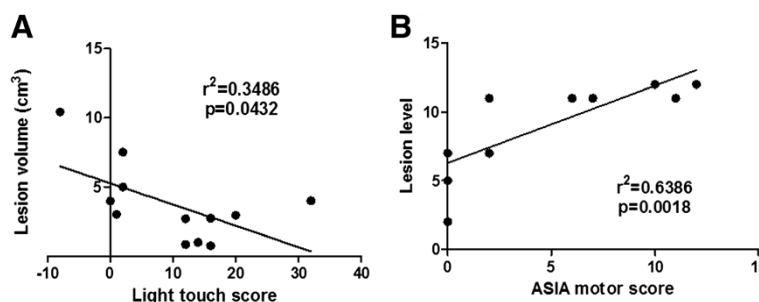 A
Lesion volume (cm³)
15
10
5
r²=0.3486
p=0.0432
-10 0 10 20 30 40
Light touch score
B
Lesion level
15
10
5
0
r²=0.6386
p=0.0018
0 5 10 15
ASIA motor score